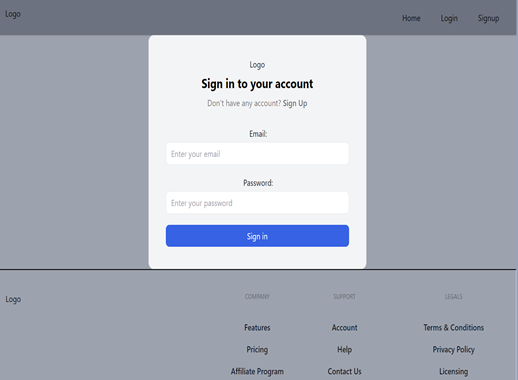 Logo
Home Login Signup
Logo
Sign in to your account
Don't have any account? Sign Up
Email:
Enter your email
Password:
Enter your password
Sign in
Logo
COMPANY SUPPORT LEGALS
Features Account Terms & Conditions
Pricing Help Privacy Policy
Affiliate Program Contact Us Licensing